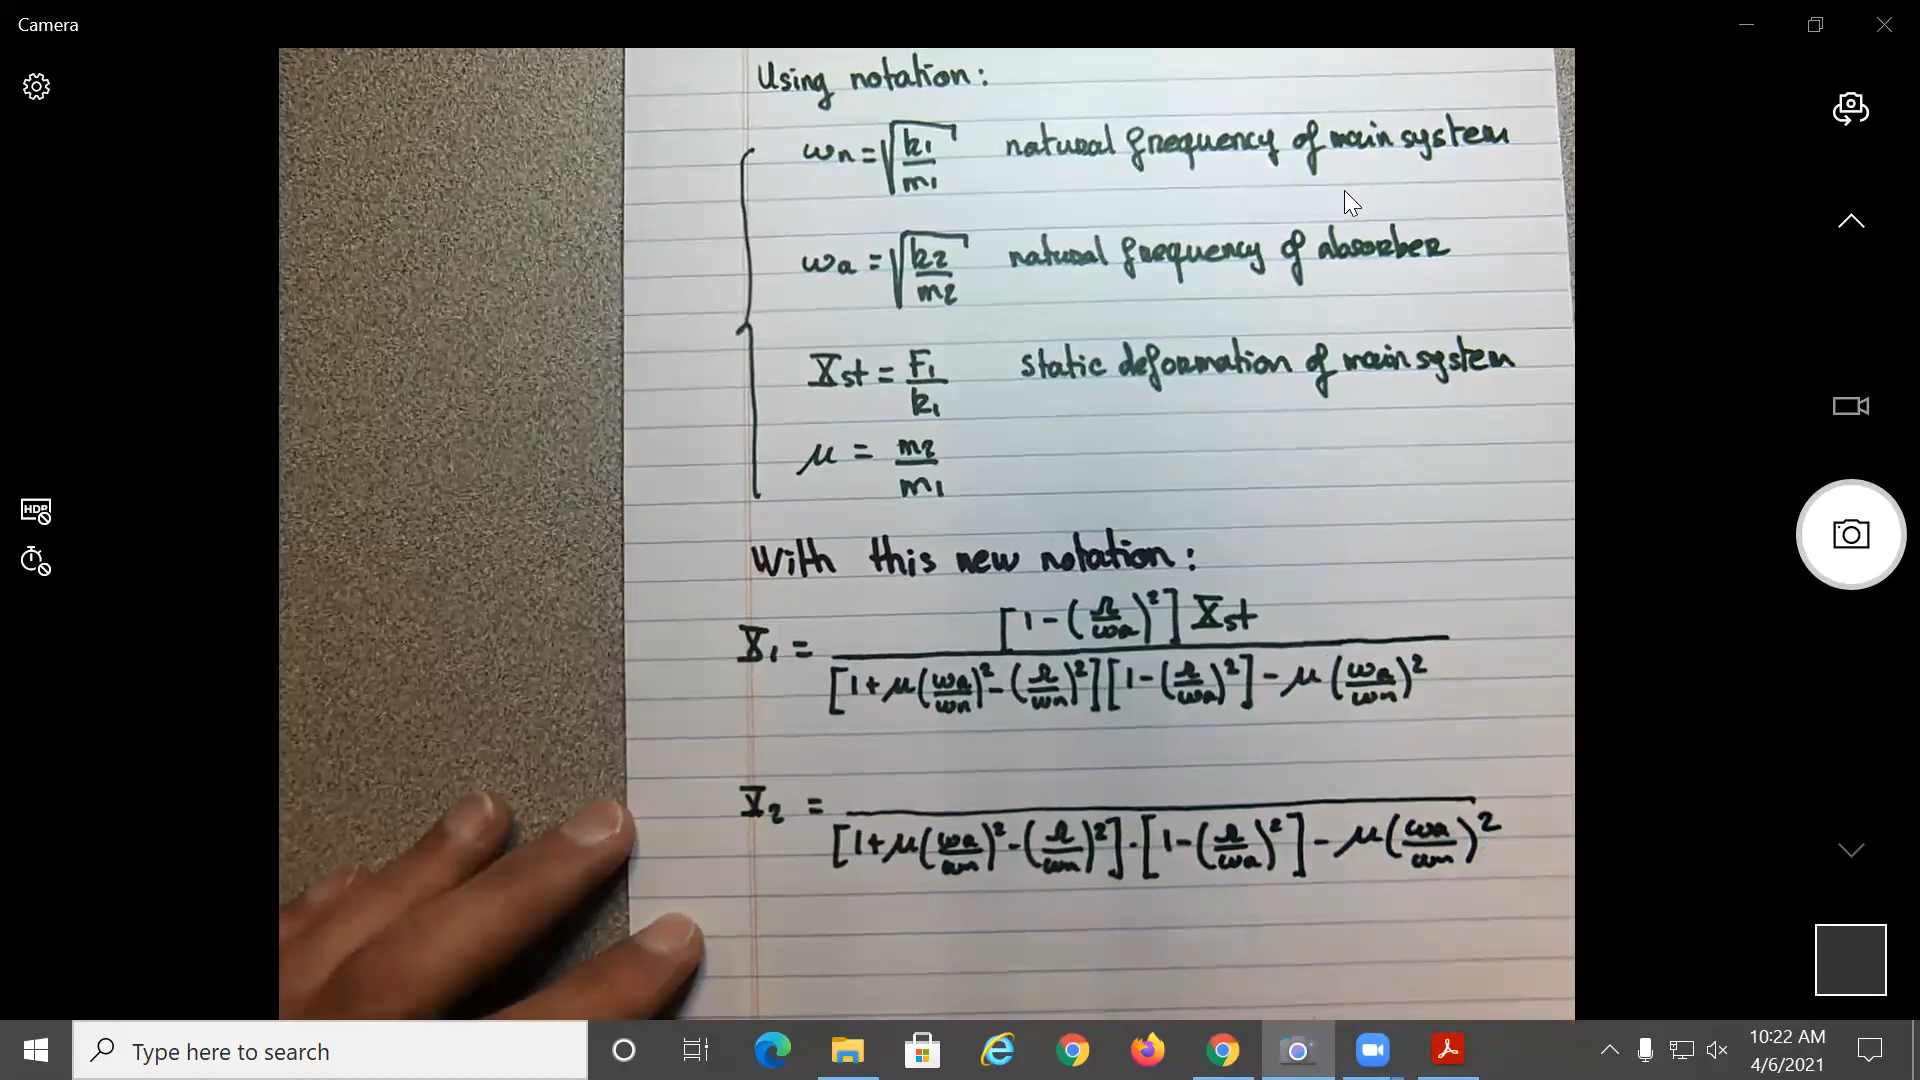 Camera
Using notation:
ωn = √(k1/m1) natural frequency of main system
ωa = √(k2/m2) natural frequency of absorber
Xst = F1/k1 static deformation of main system
μ = m2/m1
With this new notation:
X1 = [1-(Ω/ωa)²] Xst / [1+μ(ωa/ωn)²-(Ω/ωn)²][1-(Ω/ωa)²]-μ(ωa/ωn)²
X2 = / [1+μ(ωa/ωn)²-(Ω/ωn)²]·[1-(Ω/ωa)²]-μ(ωa/ωn)²
HDR
Type here to search
10:22 AM
4/6/2021